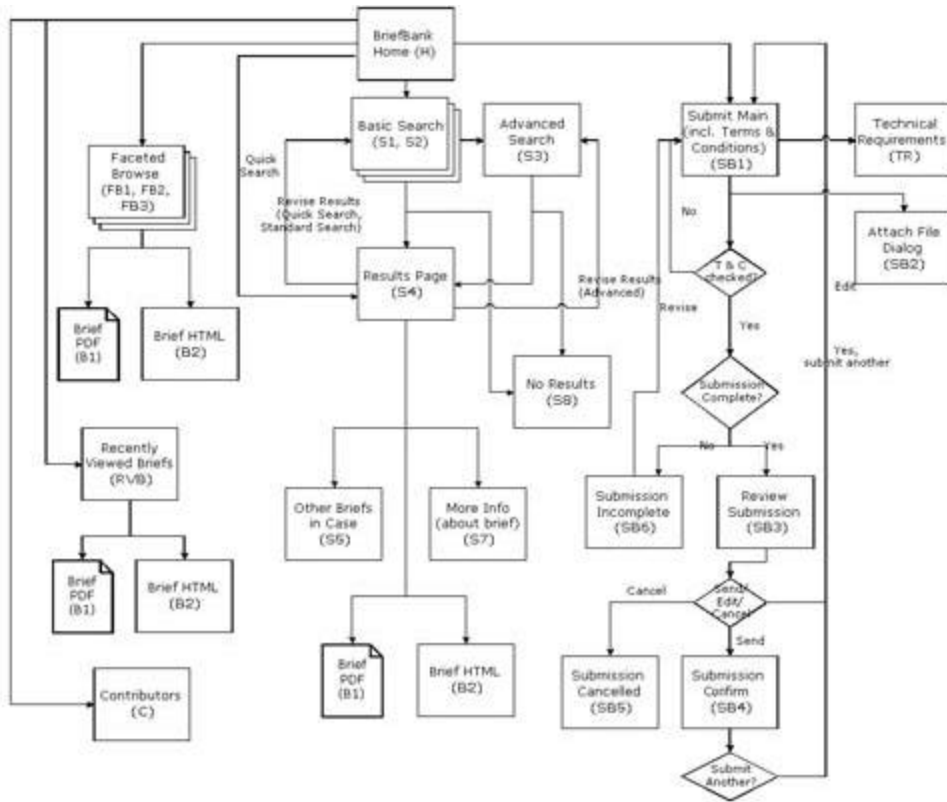 BriefBank
Home (H)
Basic Search
(S1, S2)
Advanced
Search
(S3)
Submit Main
(incl. Terms &
Conditions)
(SB1)
Technical
Requirements
(TR)
Faceted
Browse
(FB1, FB2,
FB3)
Quick
Search
Revise Results
(Quick Search,
Standard Search)
No
Attach File
Dialog
(SB2)
Results Page
(S4)
Revise Results
(Advanced)
T & C
checked?
Edit
Revise
Yes
Brief
PDF
(B1)
Brief HTML
(B2)
Yes,
submit another
No Results
(S8)
Submission
Complete?
Recently
Viewed Briefs
(RVB)
No
Yes
Other Briefs
in Case
(S6)
More Info
(about brief)
(S7)
Submission
Incomplete
(SB6)
Review
Submission
(SB3)
Brief
PDF
(B1)
Brief HTML
(B2)
Cancel
Send/
Edit/
Cancel
Send
Brief
PDF
(B1)
Brief HTML
(B2)
Submission
Cancelled
(SB5)
Submission
Confirm
(SB4)
Contributors
(C)
Submit
Another?